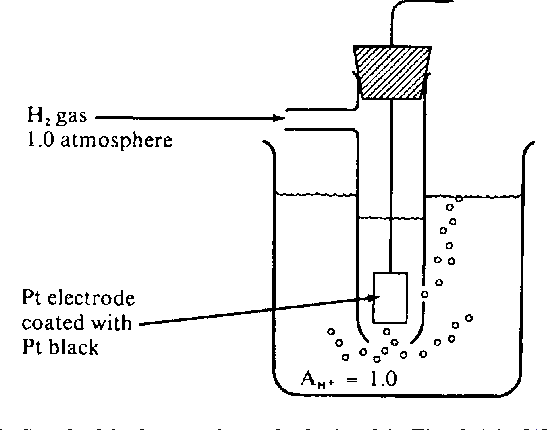 H₂ gas
1.0 atmosphere
Pt electrode
coated with
Pt black
A_H+ = 1.0